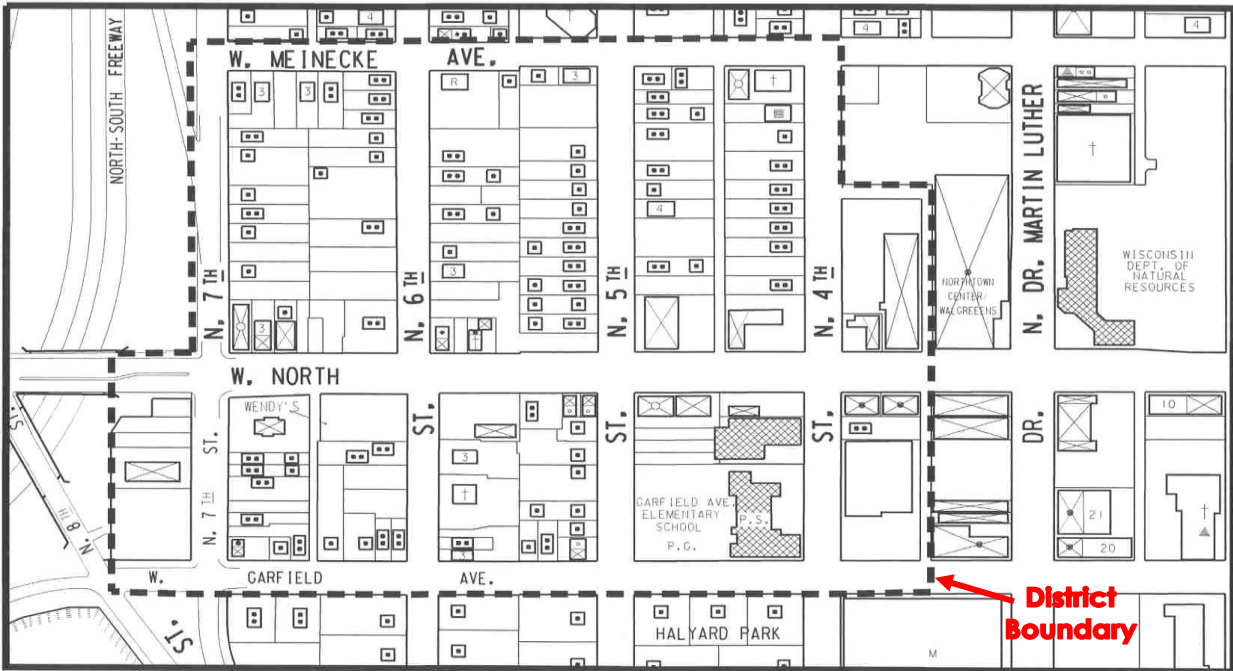 4
4
4
W. MEINECKE AVE.
NORTH-SOUTH FREEWAY
3
3
R
3
†
†
4
3
3
N. 7TH
N. 6TH
N. 5TH
N. 4TH
NORTHTOWN
CENTER/
WALGREENS
N. DR. MARTIN LUTHER
WISCONSIN
DEPT. OF
NATURAL
RESOURCES
W. NORTH
WENDY'S
ST.
ST.
ST.
ST.
DR.
10
3
†
N. 7TH
GARFIELD AVE.
ELEMENTARY
SCHOOL
P.S.
P.G.
21
20
†
3
N. 8TH
ST.
W. GARFIELD AVE.
ST.
HALYARD PARK
M
District
Boundary